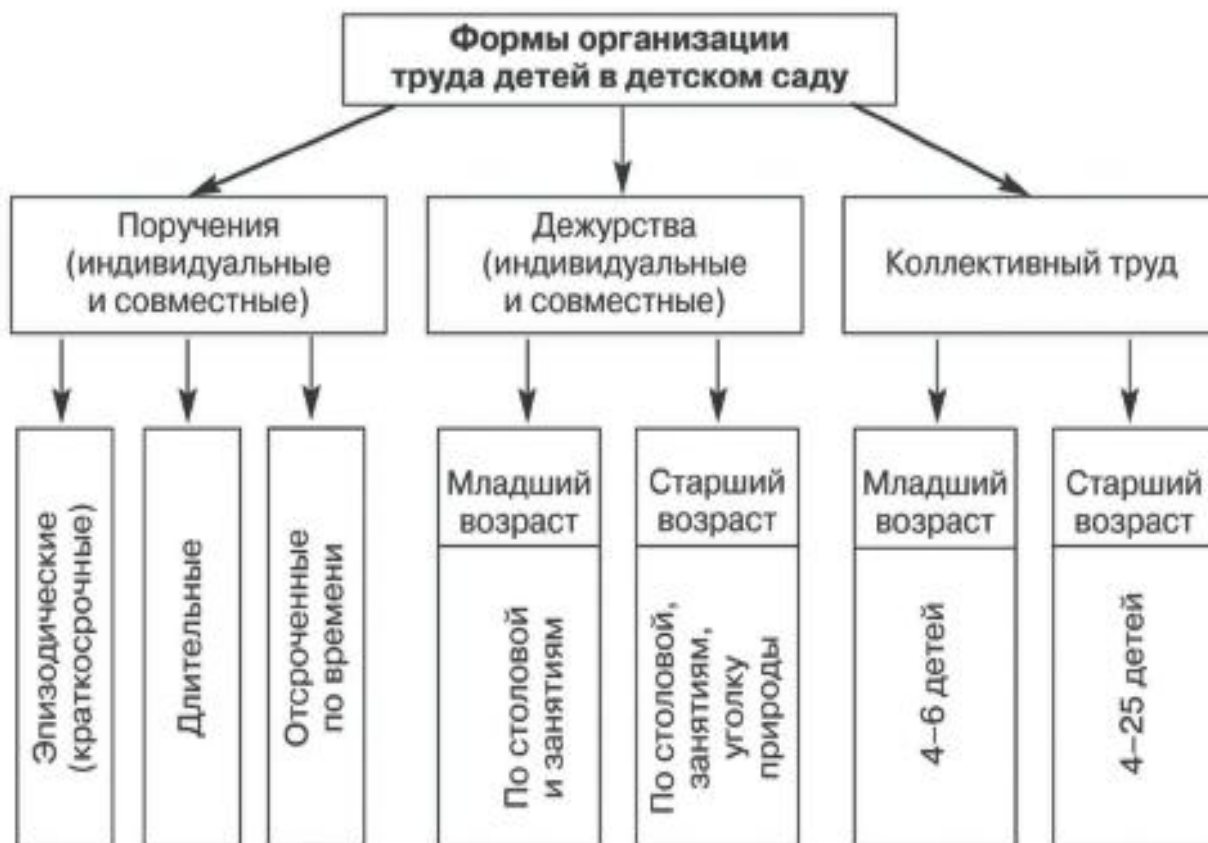 Формы организации
труда детей в детском саду
Поручения
(индивидуальные
и совместные)
Дежурства
(индивидуальные
и совместные)
Коллективный труд
Эпизодические
(краткосрочные)
Длительные
Отсроченные
по времени
Младший
возраст
По столовой
и занятиям
Старший
возраст
По столовой,
занятиям,
уголку
природы
Младший
возраст
4–6 детей
Старший
возраст
4–25 детей